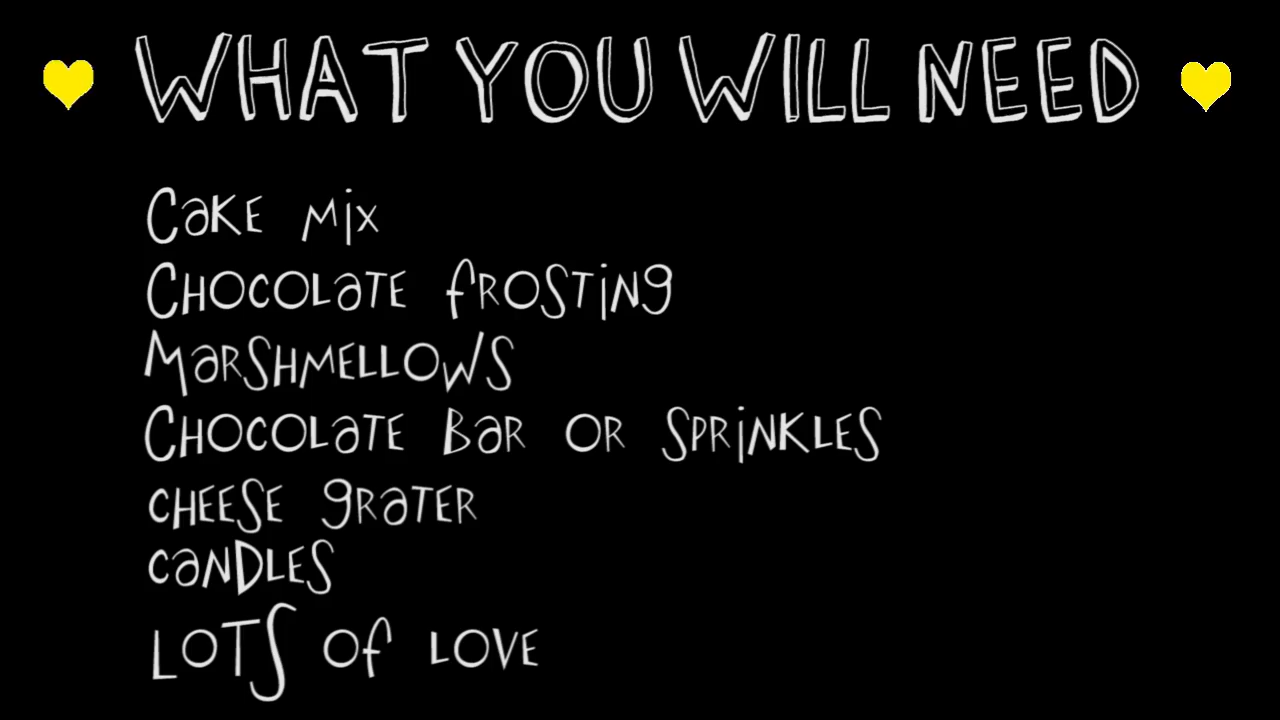 WHAT YOU WILL NEED
Cake mix
Chocolate frosting
Marshmellows
Chocolate Bar or Sprinkles
cheese grater
candles
Lots of love